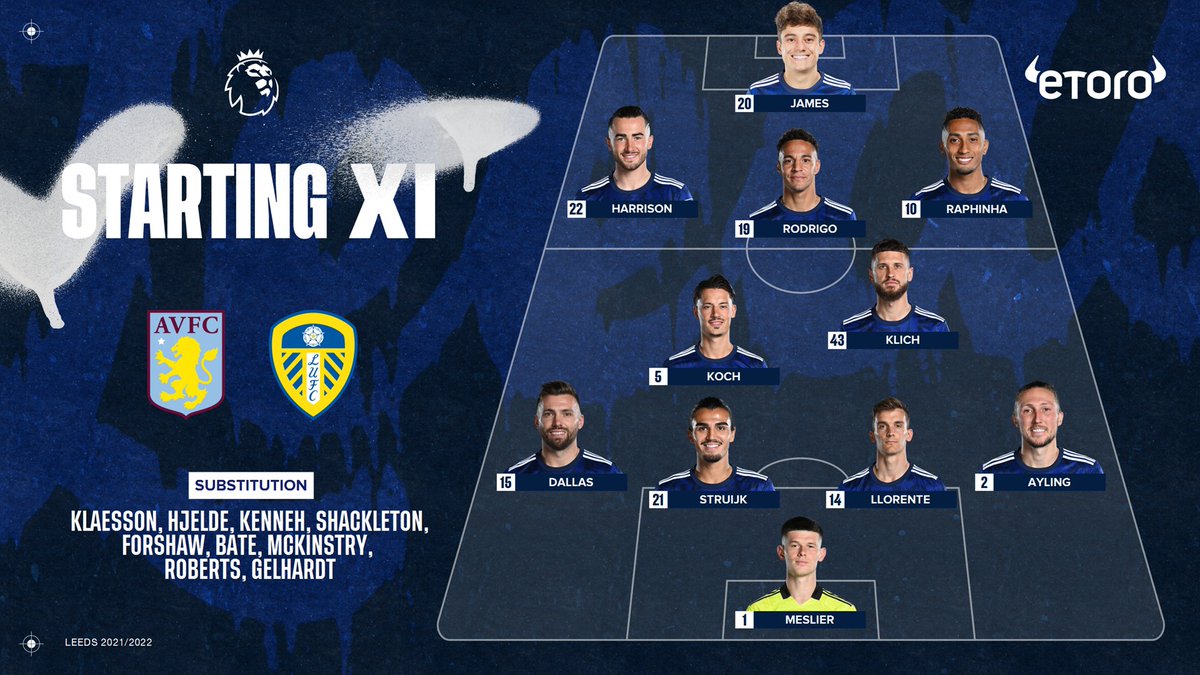 STARTING XI
AVFC
LUFC
SUBSTITUTION
KLAESSON, HJELDE, KENNEH, SHACKLETON,
FORSHAW, BATE, MCKINSTRY,
ROBERTS, GELHARDT
LEEDS 2021/2022
eToro
20 JAMES
22 HARRISON
19 RODRIGO
10 RAPHINHA
5 KOCH
43 KLICH
15 DALLAS
21 STRUIJK
14 LLORENTE
2 AYLING
1 MESLIER